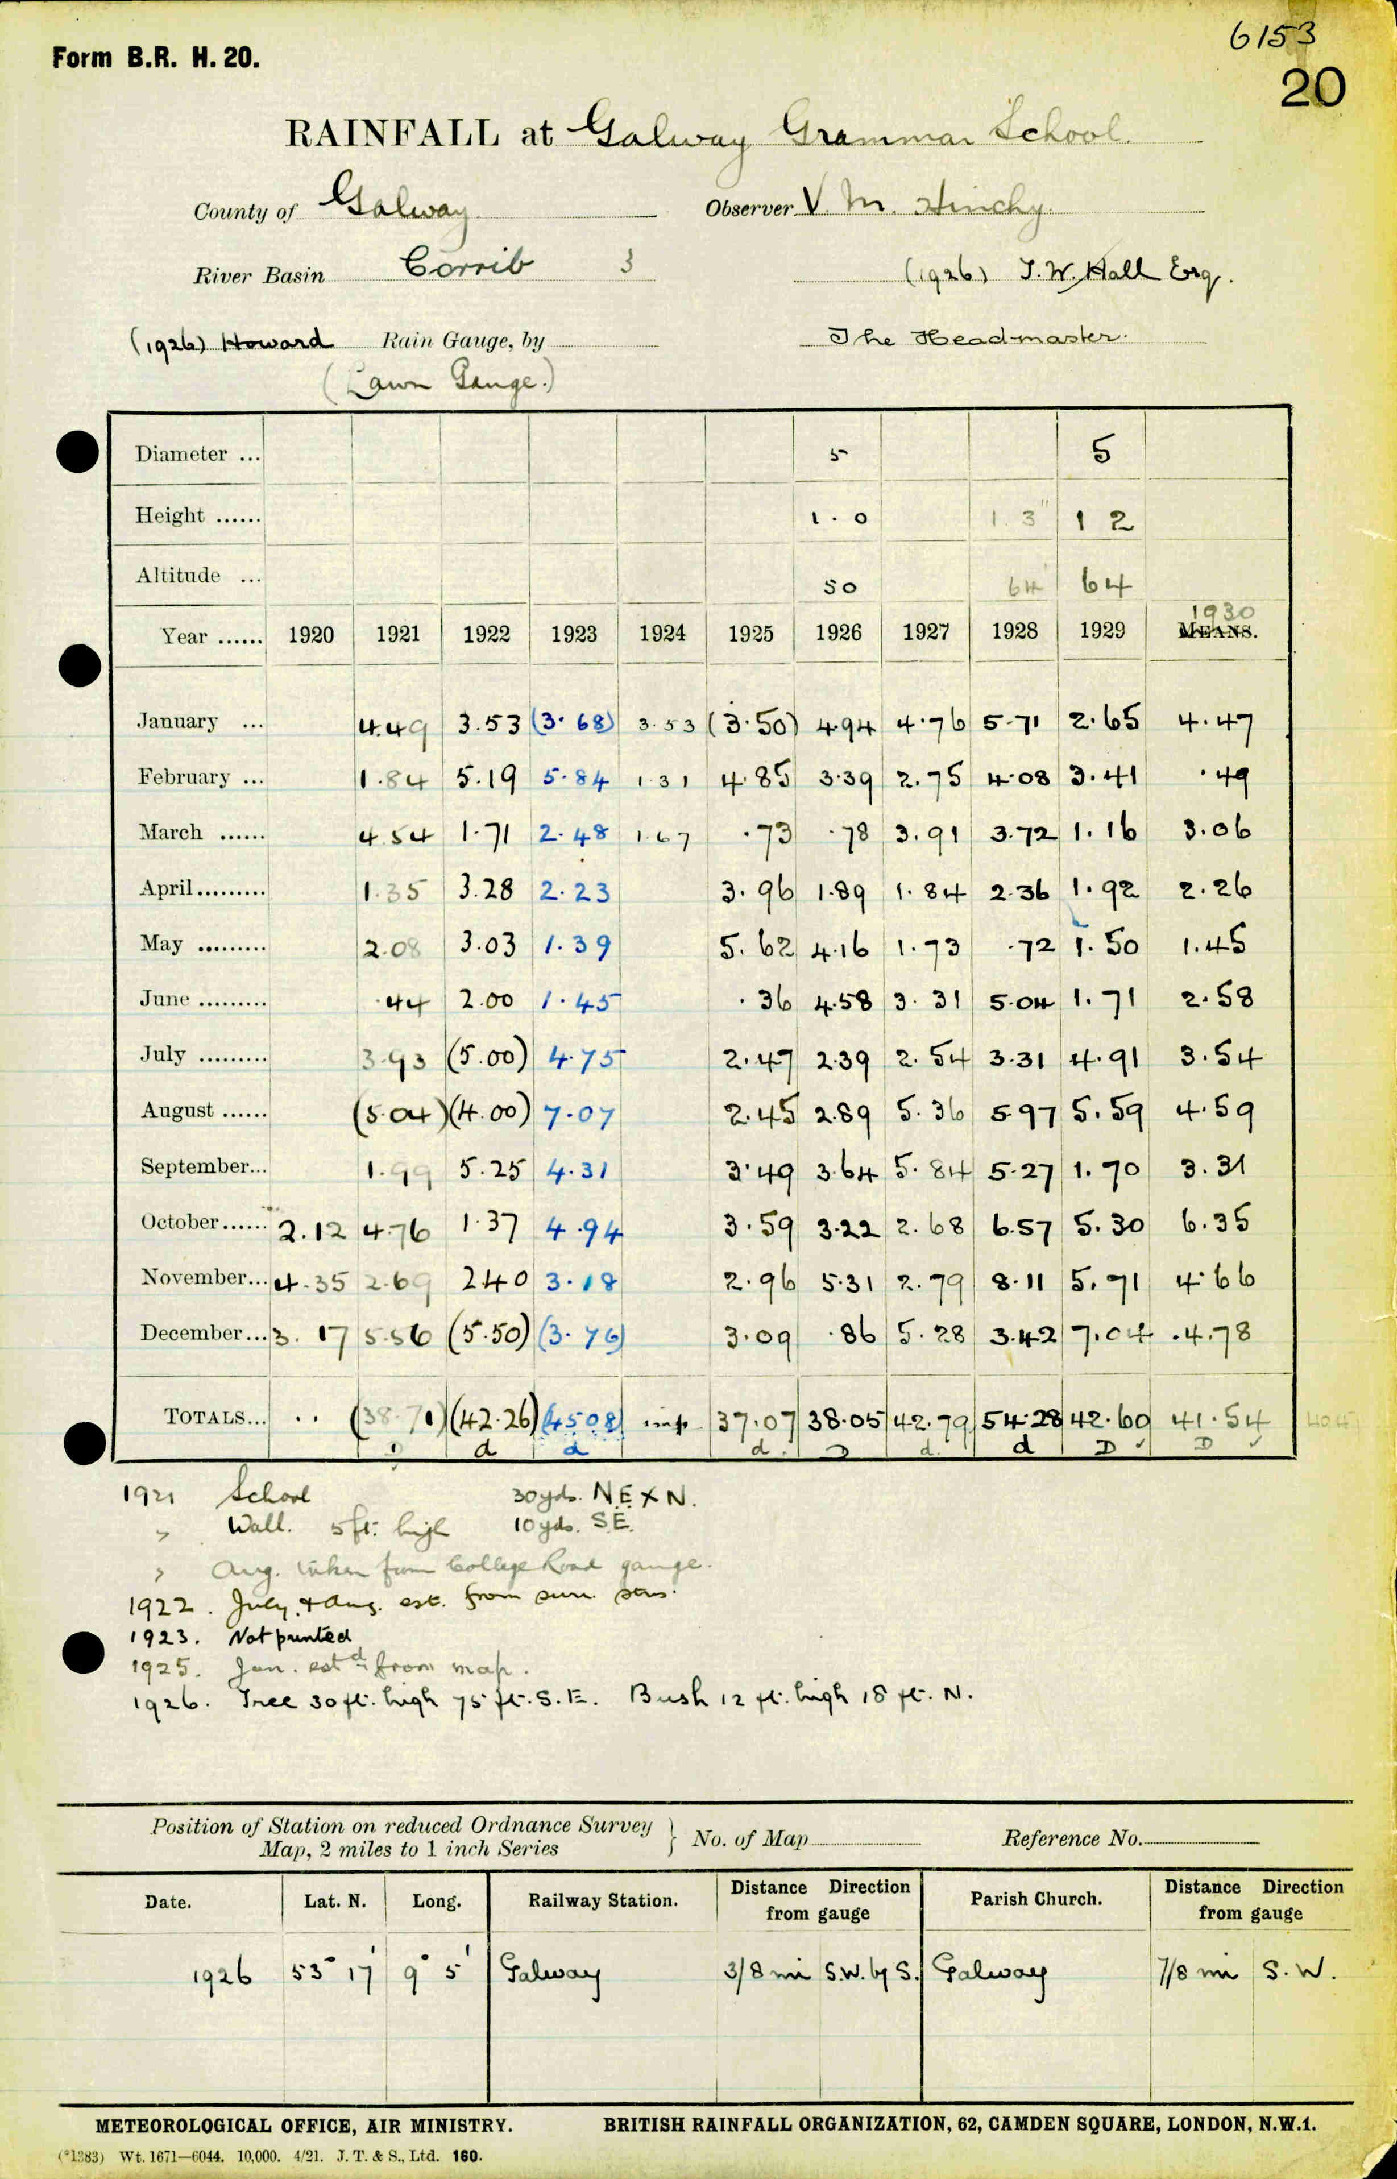 6153
Form B.R. H. 20.
20
RAINFALL at Galway Grammar School.
County of Galway Observer V. M. Hinchy.
River Basin Corrib 3 (1926) J. W. Hall Esq.
(1926) Howard Rain Gauge, by The Headmaster.
(Lawn Gauge.)
Diameter ... 5 5
Height ...... 1.0 1.3" 1 2
Altitude ... 50 64' 64
1930
Year ...... 1920 1921 1922 1923 1924 1925 1926 1927 1928 1929 MEANS.
January ... 4.49 3.53 (3.68) 3.53 (3.50) 4.94 4.76 5.71 2.65 4.47
February ... 1.84 5.19 5.84 1.31 4.85 3.39 2.75 4.08 3.41 .49
March ...... 4.54 1.71 2.48 1.67 .73 .78 3.91 3.72 1.16 3.06
April......... 1.35 3.28 2.23 3.96 1.89 1.84 2.36 1.92 2.26
May ......... 2.08 3.03 1.39 5.62 4.16 1.73 .72 1.50 1.45
June ......... .44 2.00 1.45 .36 4.58 3.31 5.04 1.71 2.58
July ......... 3.93 (5.00) 4.75 2.47 2.39 2.54 3.31 4.91 3.54
August ...... (5.04) (4.00) 7.07 2.45 2.89 5.36 5.97 5.59 4.59
September... 1.99 5.25 4.31 3.49 3.64 5.84 5.27 1.70 3.31
October...... 2.12 4.76 1.37 4.94 3.59 3.22 2.68 6.57 5.30 6.35
November... 4.35 2.69 2.40 3.18 2.96 5.31 2.79 8.11 5.71 4.66
December... 3.17 5.56 (5.50) (3.76) 3.09 .86 5.28 3.42 7.04 .4.78
TOTALS... .. (38.71) (42.26) (45.08) imp. 37.07 38.05 42.79 54.28 42.60 41.54
D d d d. D d. d D ✓ D ✓
1921 School 30 yds. N.E. x N.
" Wall. 5 ft. high 10 yds. S.E.
" Aug. taken from College Road gauge.
1922. July & Aug. est. from surr. stns.
1923. Not printed
1925. Jan. estd. from map.
1926. Tree 30 ft. high 75 ft. S.E. Bush 12 ft. high 18 ft. N.
Position of Station on reduced Ordnance Survey Map, 2 miles to 1 inch Series } No. of Map Reference No.
Date. Lat. N. Long. Railway Station. Distance Direction from gauge Parish Church. Distance Direction from gauge
1926 53° 17' 9° 5' Galway 3/8 mi S.W. by S. Galway 7/8 mi S.W.
METEOROLOGICAL OFFICE, AIR MINISTRY. BRITISH RAINFALL ORGANIZATION, 62, CAMDEN SQUARE, LONDON, N.W.1.
(*1383) Wt. 1671—6044. 10,000. 4/21. J. T. & S., Ltd. 160.